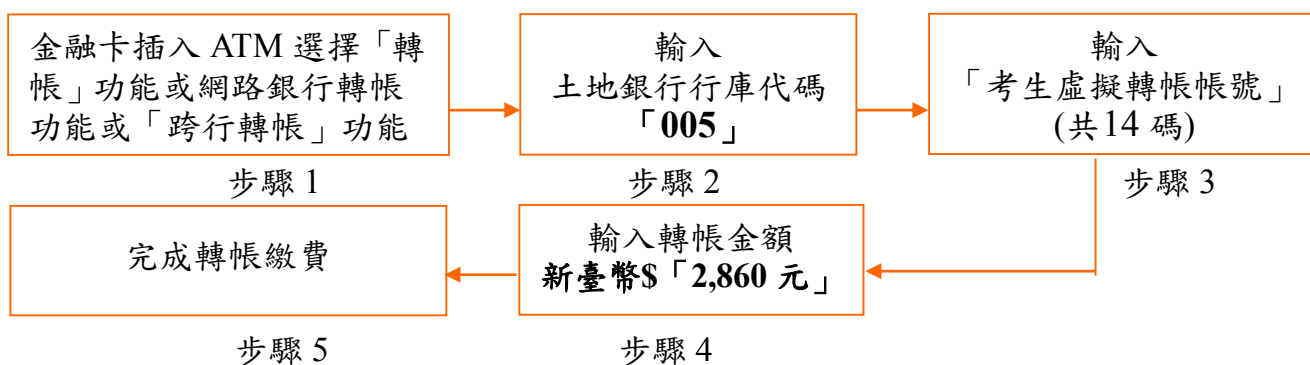 金融卡插入 ATM 選擇「轉
帳」功能或網路銀行轉帳
功能或「跨行轉帳」功能
步驟 1
輸入
土地銀行行庫代碼
「005」
步驟 2
輸入
「考生虛擬轉帳帳號」
(共14 碼)
步驟 3
輸入轉帳金額
新臺幣$「2,860 元」
步驟 4
完成轉帳繳費
步驟 5